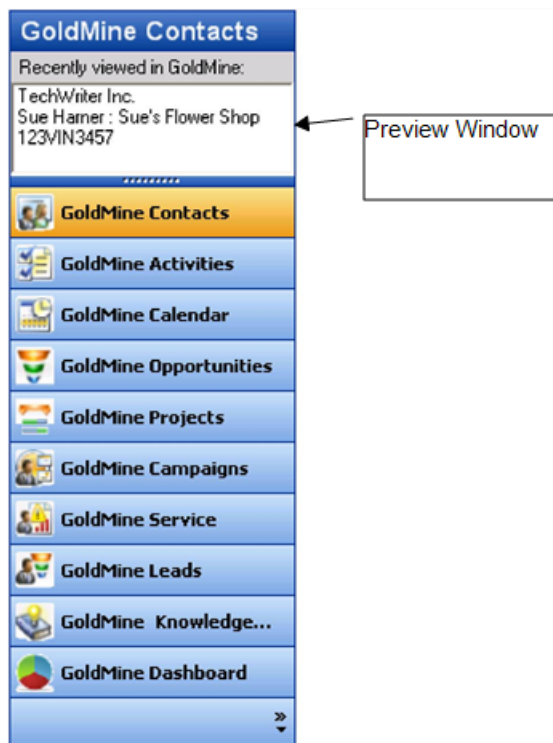 GoldMine Contacts
Recently viewed in GoldMine:
TechWriter Inc.
Sue Harner : Sue's Flower Shop
123VIN3457
Preview Window
GoldMine Contacts
GoldMine Activities
GoldMine Calendar
GoldMine Opportunities
GoldMine Projects
GoldMine Campaigns
GoldMine Service
GoldMine Leads
GoldMine Knowledge...
GoldMine Dashboard